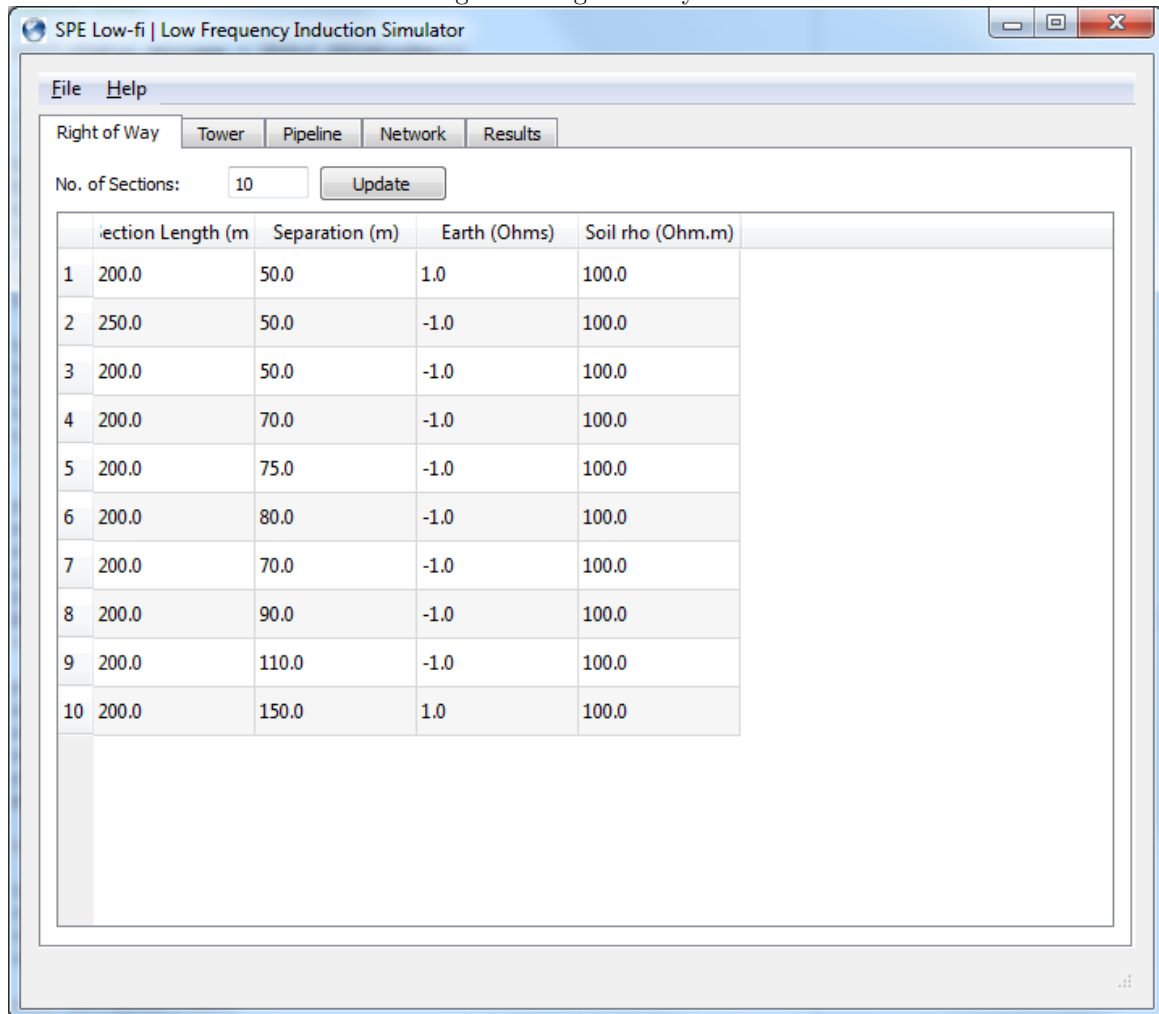 SPE Low-fi | Low Frequency Induction Simulator
File Help
Right of Way Tower Pipeline Network Results
No. of Sections: 10 Update
ection Length (m Separation (m) Earth (Ohms) Soil rho (Ohm.m)
1 200.0 50.0 1.0 100.0
2 250.0 50.0 -1.0 100.0
3 200.0 50.0 -1.0 100.0
4 200.0 70.0 -1.0 100.0
5 200.0 75.0 -1.0 100.0
6 200.0 80.0 -1.0 100.0
7 200.0 70.0 -1.0 100.0
8 200.0 90.0 -1.0 100.0
9 200.0 110.0 -1.0 100.0
10 200.0 150.0 1.0 100.0